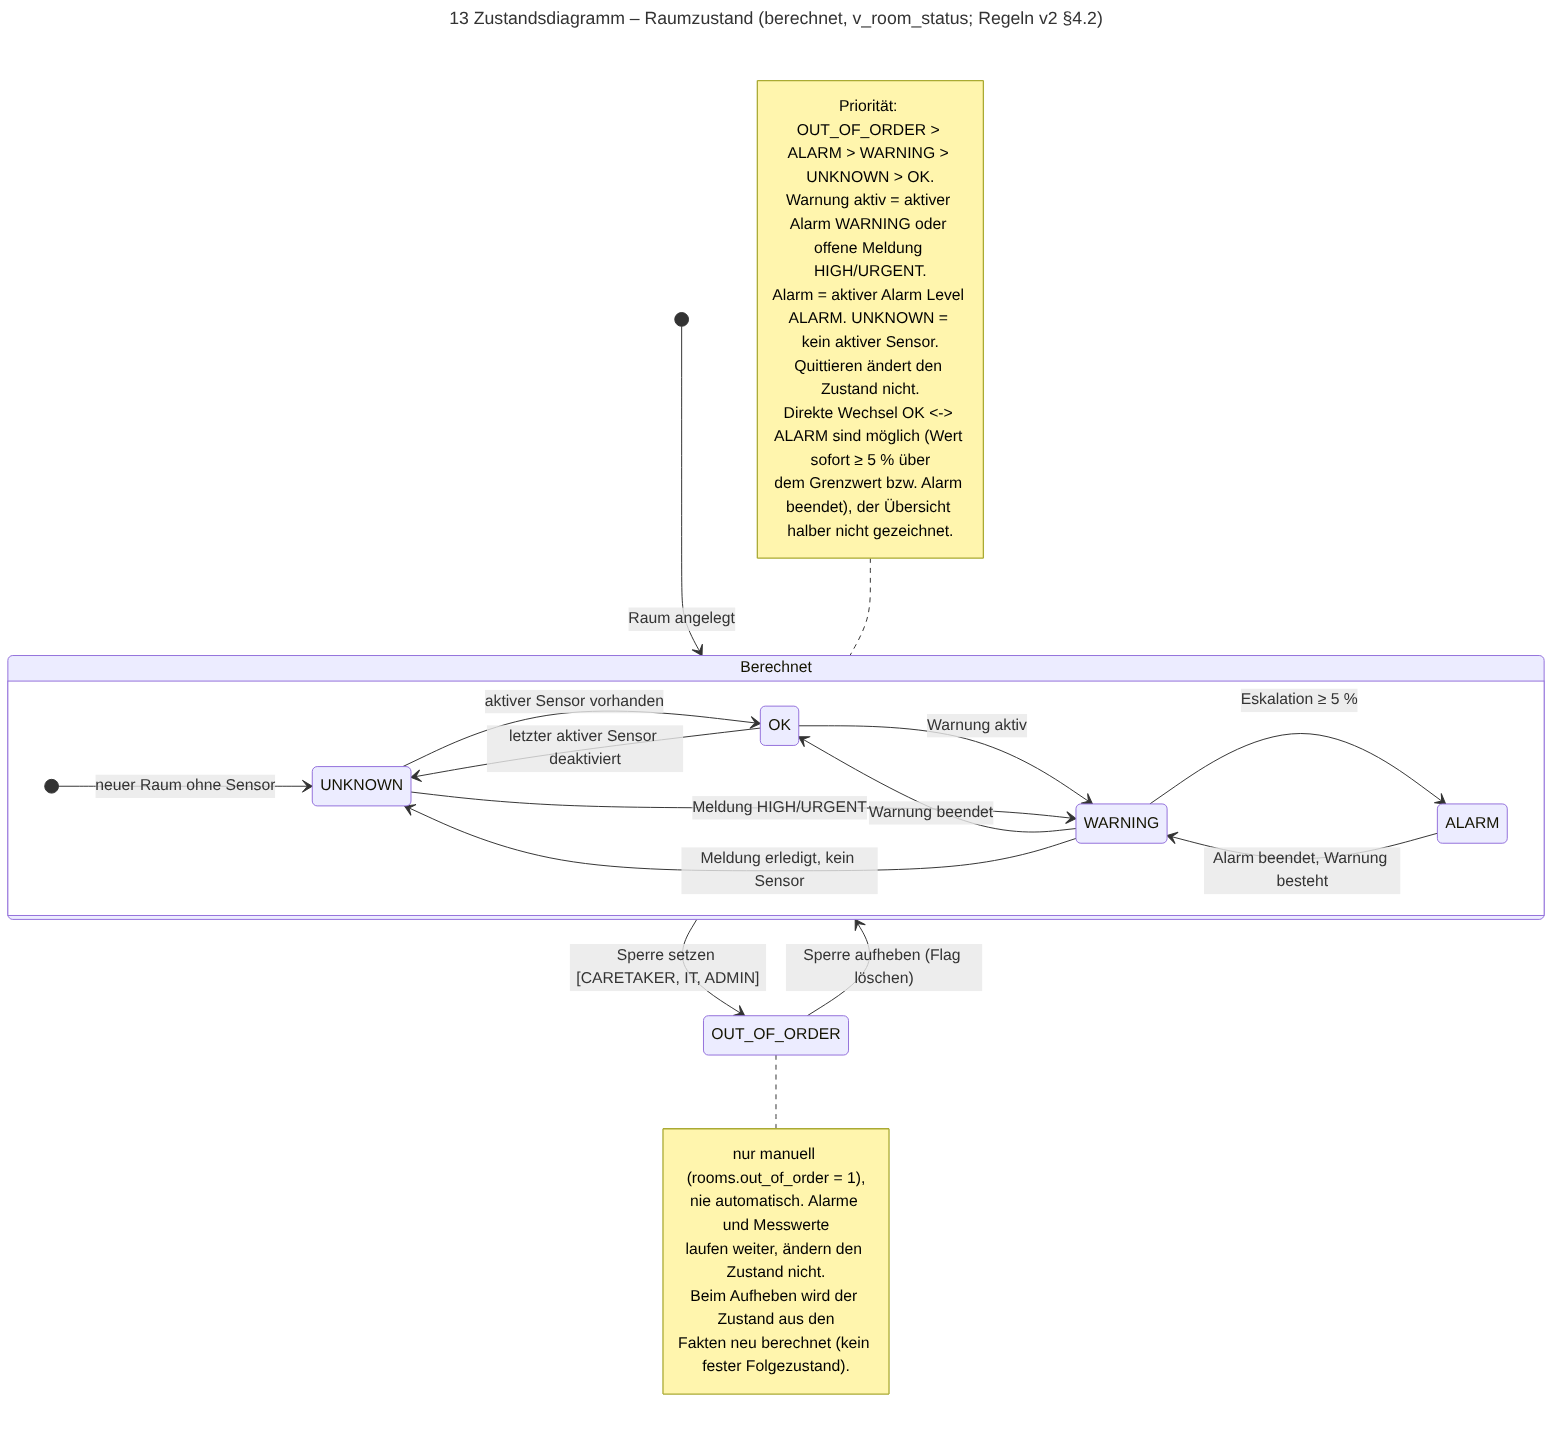 13 Zustandsdiagramm – Raumzustand (berechnet, v_room_status; Regeln v2 §4.2)
Priorität:
OUT_OF_ORDER >
ALARM > WARNING >
UNKNOWN > OK.
Warnung aktiv = aktiver
Alarm WARNING oder
offene Meldung
HIGH/URGENT.
Alarm = aktiver Alarm Level
ALARM. UNKNOWN =
kein aktiver Sensor.
Quittieren ändert den
Zustand nicht.
Direkte Wechsel OK <->
ALARM sind möglich (Wert
sofort ≥ 5 % über
dem Grenzwert bzw. Alarm
beendet), der Übersicht
halber nicht gezeichnet.
Raum angelegt
Berechnet
aktiver Sensor vorhanden
Eskalation ≥ 5 %
OK
Warnung aktiv
letzter aktiver Sensor
deaktiviert
neuer Raum ohne Sensor
UNKNOWN
Meldung HIGH/URGENT
Warnung beendet
WARNING
ALARM
Meldung erledigt, kein
Sensor
Alarm beendet, Warnung
besteht
Sperre setzen
[CARETAKER, IT, ADMIN]
Sperre aufheben (Flag
löschen)
OUT_OF_ORDER
nur manuell
(rooms.out_of_order = 1),
nie automatisch. Alarme
und Messwerte
laufen weiter, ändern den
Zustand nicht.
Beim Aufheben wird der
Zustand aus den
Fakten neu berechnet (kein
fester Folgezustand).